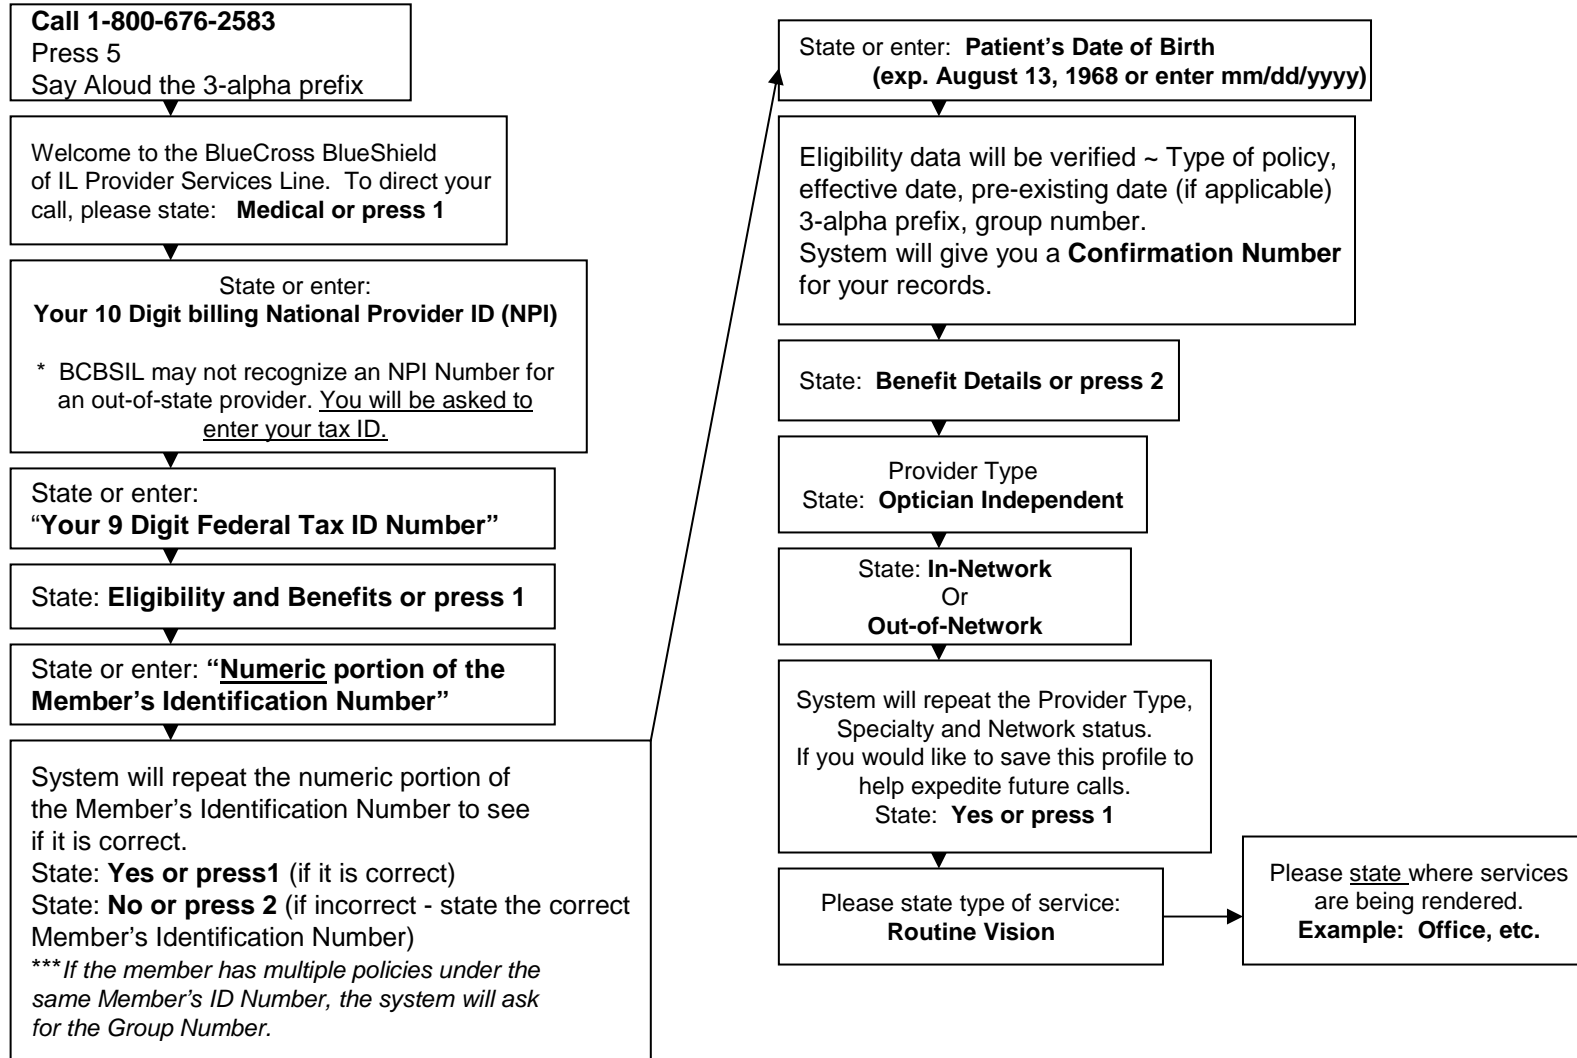 Call 1-800-676-2583
Press 5
Say Aloud the 3-alpha prefix
Welcome to the BlueCross BlueShield
of IL Provider Services Line. To direct your
call, please state: Medical or press 1
State or enter:
Your 10 Digit billing National Provider ID (NPI)
* BCBSIL may not recognize an NPI Number for
an out-of-state provider. You will be asked to
enter your tax ID.
State or enter:
“Your 9 Digit Federal Tax ID Number”
State: Eligibility and Benefits or press 1
State or enter: “Numeric portion of the
Member’s Identification Number”
System will repeat the numeric portion of
the Member’s Identification Number to see
if it is correct.
State: Yes or press1 (if it is correct)
State: No or press 2 (if incorrect - state the correct
Member’s Identification Number)
***If the member has multiple policies under the
same Member’s ID Number, the system will ask
for the Group Number.
State or enter: Patient’s Date of Birth
(exp. August 13, 1968 or enter mm/dd/yyyy)
Eligibility data will be verified ~ Type of policy,
effective date, pre-existing date (if applicable)
3-alpha prefix, group number.
System will give you a Confirmation Number
for your records.
State: Benefit Details or press 2
Provider Type
State: Optician Independent
State: In-Network
Or
Out-of-Network
System will repeat the Provider Type,
Specialty and Network status.
If you would like to save this profile to
help expedite future calls.
State: Yes or press 1
Please state type of service:
Routine Vision
Please state where services
are being rendered.
Example: Office, etc.